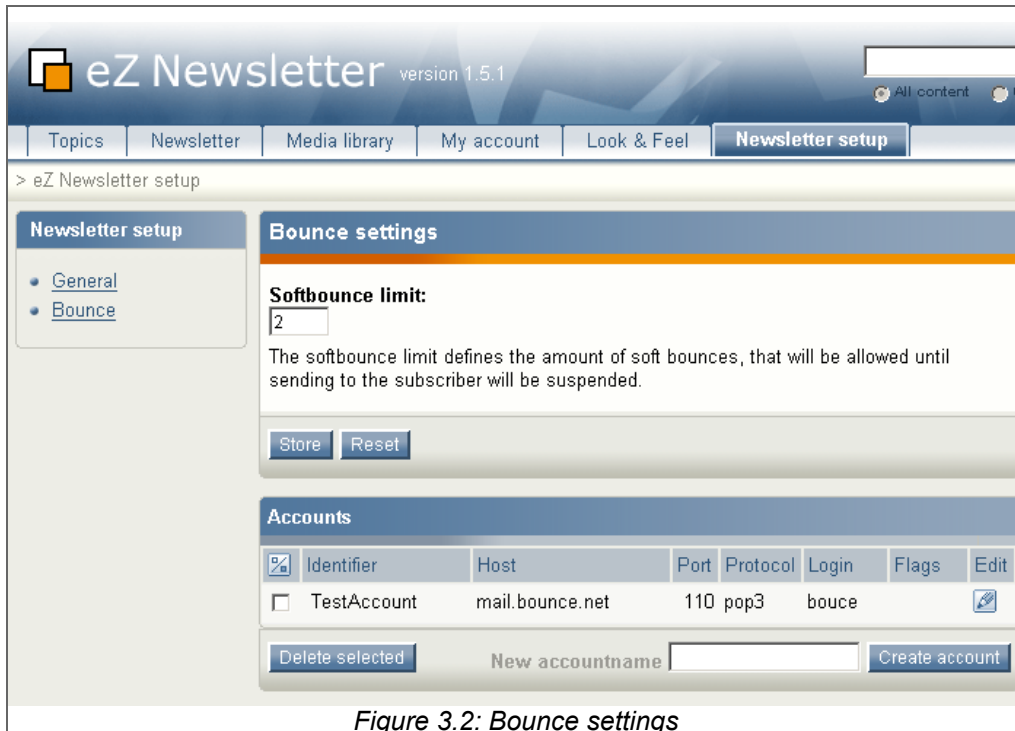 eZ Newsletter version 1.5.1
All content
Topics Newsletter Media library My account Look & Feel Newsletter setup
> eZ Newsletter setup
Newsletter setup
General
Bounce
Bounce settings
Softbounce limit:
2
The softbounce limit defines the amount of soft bounces, that will be allowed until
sending to the subscriber will be suspended.
Store Reset
Accounts
Identifier Host Port Protocol Login Flags Edit
TestAccount mail.bounce.net 110 pop3 bouce
Delete selected New accountname Create account
Figure 3.2: Bounce settings